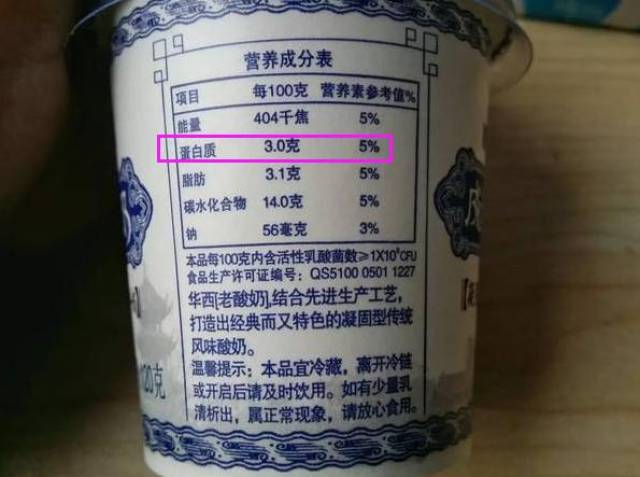 营养成分表
项目 每100克 营养素参考值%
能量 404千焦 5%
蛋白质 3.0克 5%
脂肪 3.1克 5%
碳水化合物 14.0克 5%
钠 56毫克 3%
本品每100克内含活性乳酸菌数≥1X10⁶CFU
食品生产许可证编号：QS5100 0501 1227
华西[老酸奶],结合先进生产工艺,
打造出经典而又特色的凝固型传统
风味酸奶。
温馨提示：本品宜冷藏，离开冷链
或开启后请及时饮用。如有少量乳
清析出，属正常现象，请放心食用。
120克